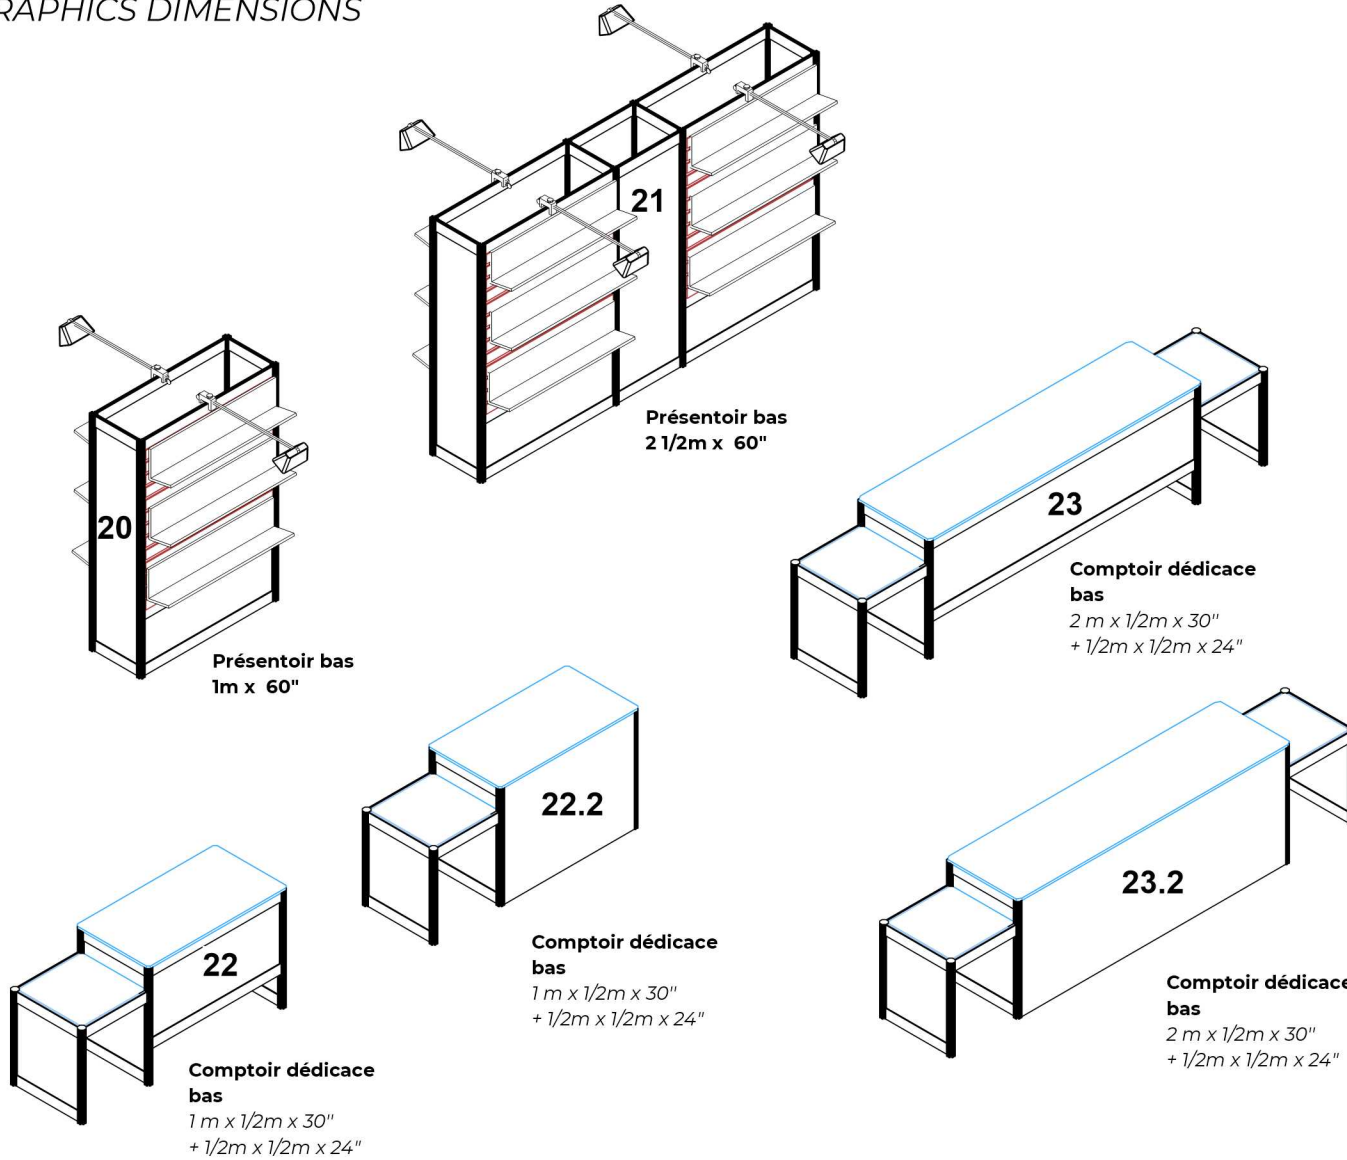 RAPHICS DIMENSIONS
21
Présentoir bas
2 1/2m x 60"
20
Présentoir bas
1m x 60"
23
Comptoir dédicace
bas
2 m x 1/2m x 30"
+ 1/2m x 1/2m x 24"
22.2
Comptoir dédicace
bas
1 m x 1/2m x 30"
+ 1/2m x 1/2m x 24"
23.2
Comptoir dédicace
bas
2 m x 1/2m x 30"
+ 1/2m x 1/2m x 24"
22
Comptoir dédicace
bas
1 m x 1/2m x 30"
+ 1/2m x 1/2m x 24"